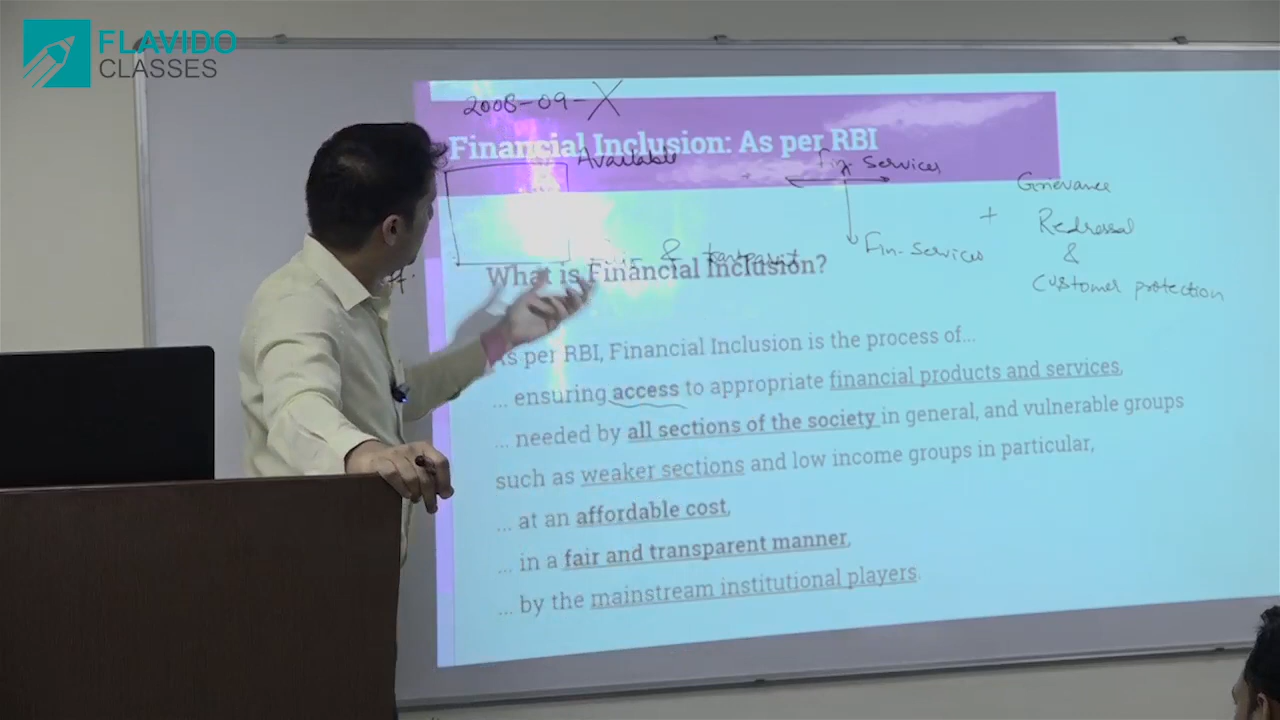 FLAVIDO
CLASSES
2008-09-X
Financial Inclusion: As per RBI
Available
Fin Services
Grievance
+ Redressal
&
Customer protection
Fin-Services
& transparent
What is Financial Inclusion?
As per RBI, Financial Inclusion is the process of...
... ensuring access to appropriate financial products and services,
... needed by all sections of the society in general, and vulnerable groups
such as weaker sections and low income groups in particular,
... at an affordable cost,
... in a fair and transparent manner,
... by the mainstream institutional players.